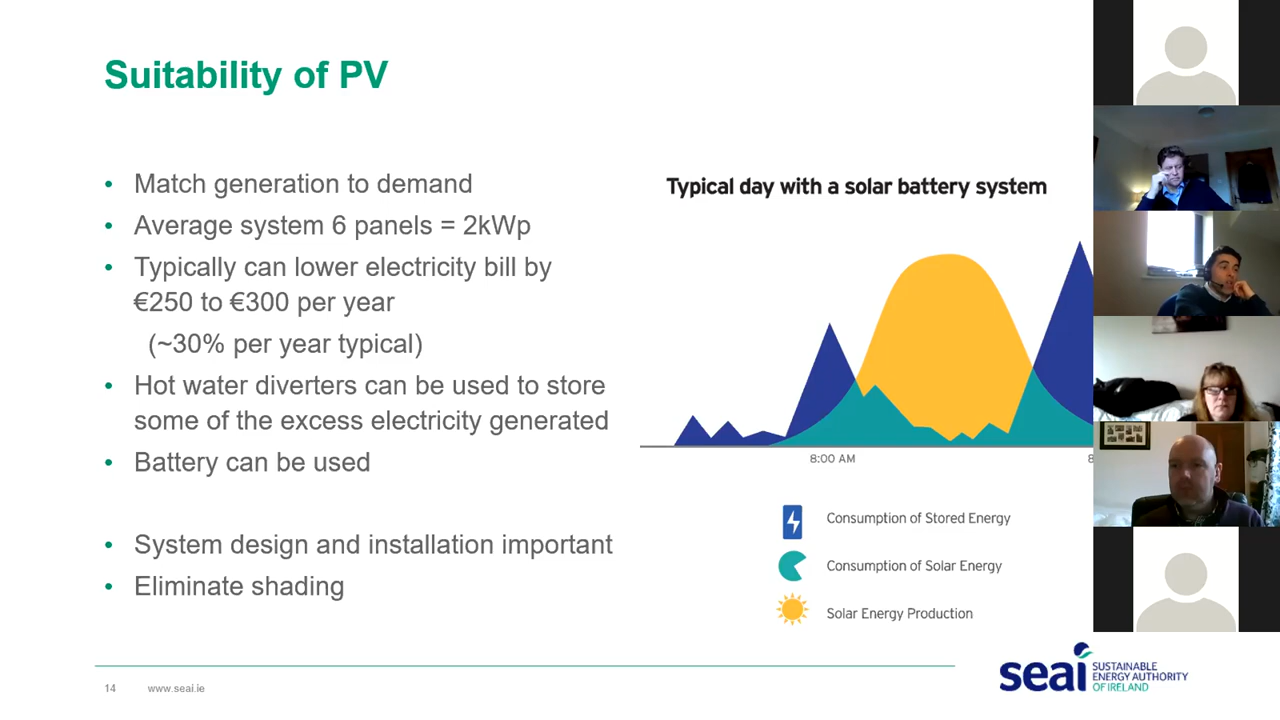 Suitability of PV
• Match generation to demand
• Average system 6 panels = 2kWp
• Typically can lower electricity bill by
€250 to €300 per year
(~30% per year typical)
• Hot water diverters can be used to store
some of the excess electricity generated
• Battery can be used
• System design and installation important
• Eliminate shading
Typical day with a solar battery system
8:00 AM
8
Consumption of Stored Energy
Consumption of Solar Energy
Solar Energy Production
14
www.seai.ie
seai
SUSTAINABLE
ENERGY AUTHORITY
OF IRELAND